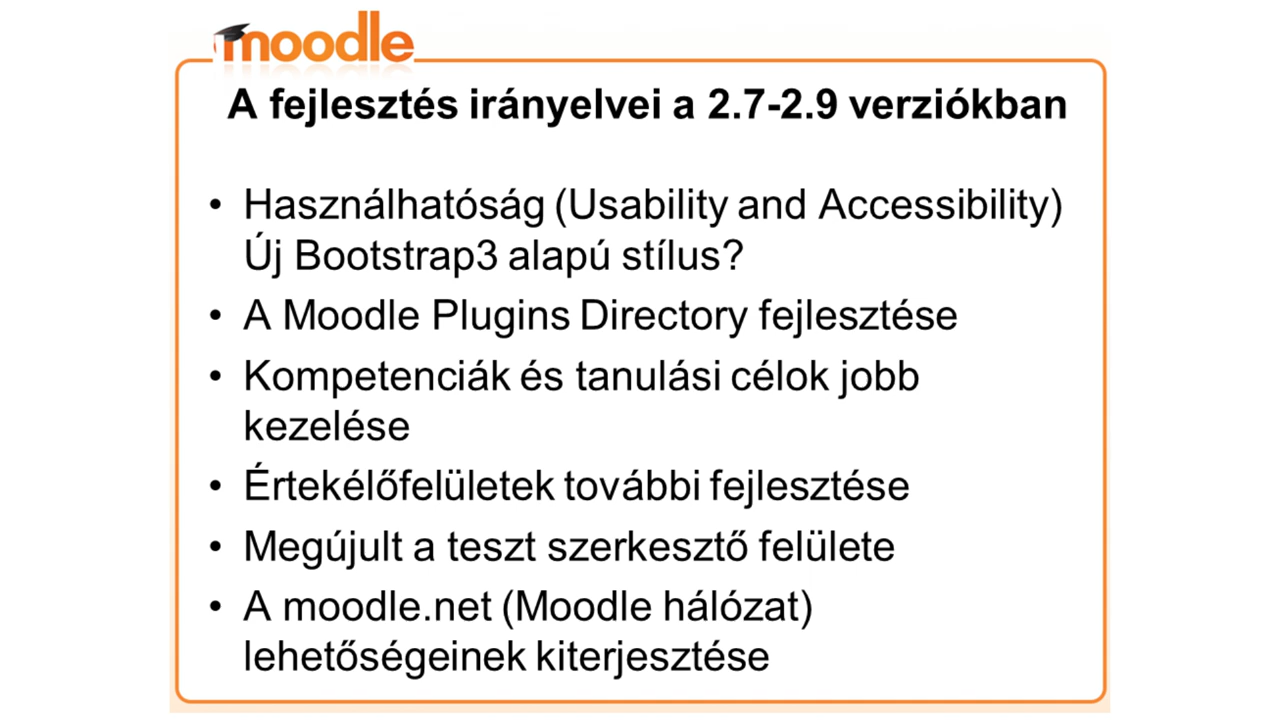 moodle
A fejlesztés irányelvei a 2.7-2.9 verziókban
• Használhatóság (Usability and Accessibility)
Új Bootstrap3 alapú stílus?
• A Moodle Plugins Directory fejlesztése
• Kompetenciák és tanulási célok jobb
kezelése
• Értekélőfelületek további fejlesztése
• Megújult a teszt szerkesztő felülete
• A moodle.net (Moodle hálózat)
lehetőségeinek kiterjesztése